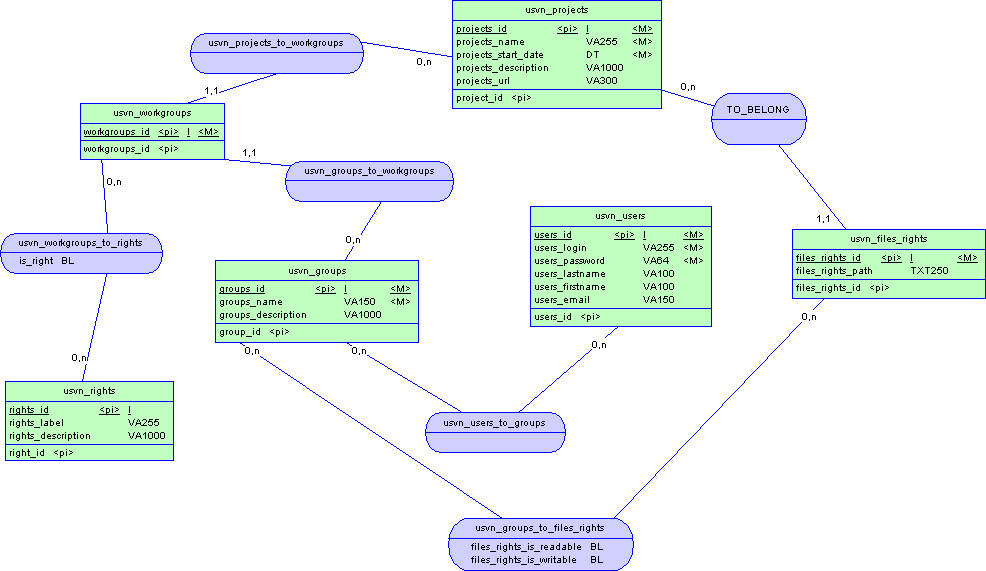 usvn_projects
projects_id <pi> I <M>
projects_name VA255 <M>
projects_start_date DT <M>
projects_description VA1000
projects_url VA300
project_id <pi>
usvn_projects_to_workgroups
0,n
0,n
1,1
TO_BELONG
usvn_workgroups
workgroups_id <pi> I <M>
workgroups_id <pi>
1,1
usvn_groups_to_workgroups
0,n
usvn_users
users_id <pi> I <M>
users_login VA255 <M>
users_password VA64 <M>
users_lastname VA100
users_firstname VA100
users_email VA150
users_id <pi>
1,1
usvn_files_rights
files_rights_id <pi> I <M>
files_rights_path TXT250
files_rights_id <pi>
usvn_workgroups_to_rights
is_right BL
0,n
usvn_groups
groups_id <pi> I <M>
groups_name VA150 <M>
groups_description VA1000
group_id <pi>
0,n
0,n
0,n
0,n
0,n
usvn_rights
rights_id <pi> I
rights_label VA255
rights_description VA1000
right_id <pi>
usvn_users_to_groups
usvn_groups_to_files_rights
files_rights_is_readable BL
files_rights_is_writable BL